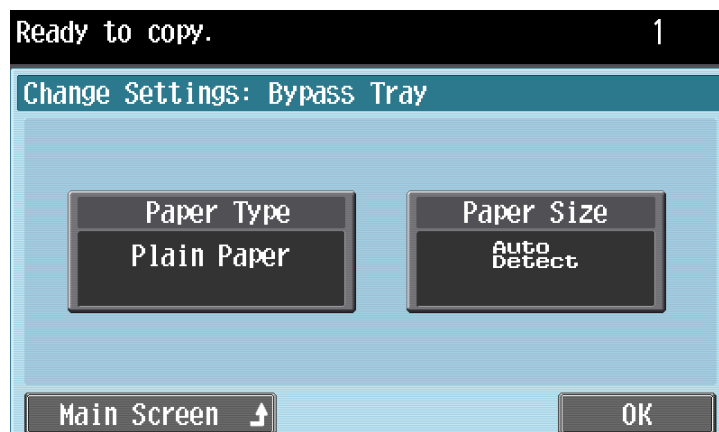 Ready to copy. 1
Change Settings: Bypass Tray
Paper Type
Plain Paper
Paper Size
Auto
Detect
Main Screen
OK